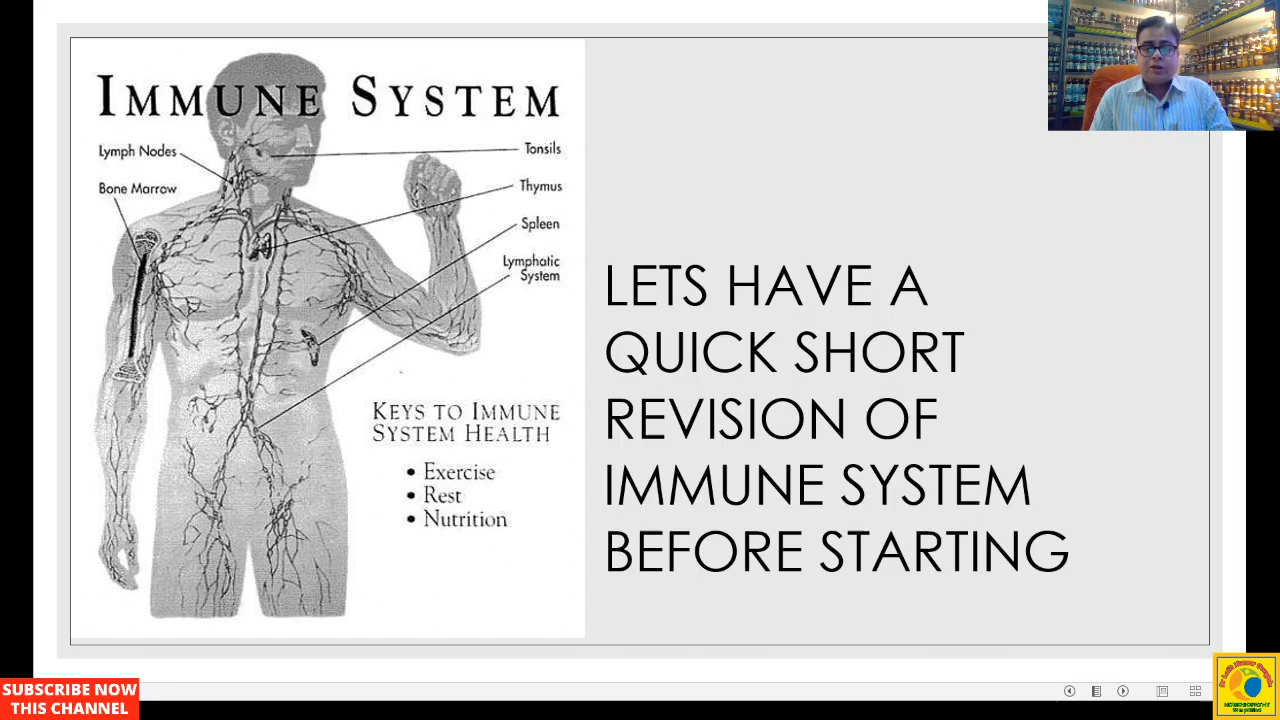 IMMUNE SYSTEM
Lymph Nodes
Tonsils
Bone Marrow
Thymus
Spleen
Lymphatic
System
KEYS TO IMMUNE
SYSTEM HEALTH
• Exercise
• Rest
• Nutrition
LETS HAVE A
QUICK SHORT
REVISION OF
IMMUNE SYSTEM
BEFORE STARTING
SUBSCRIBE NOW
THIS CHANNEL